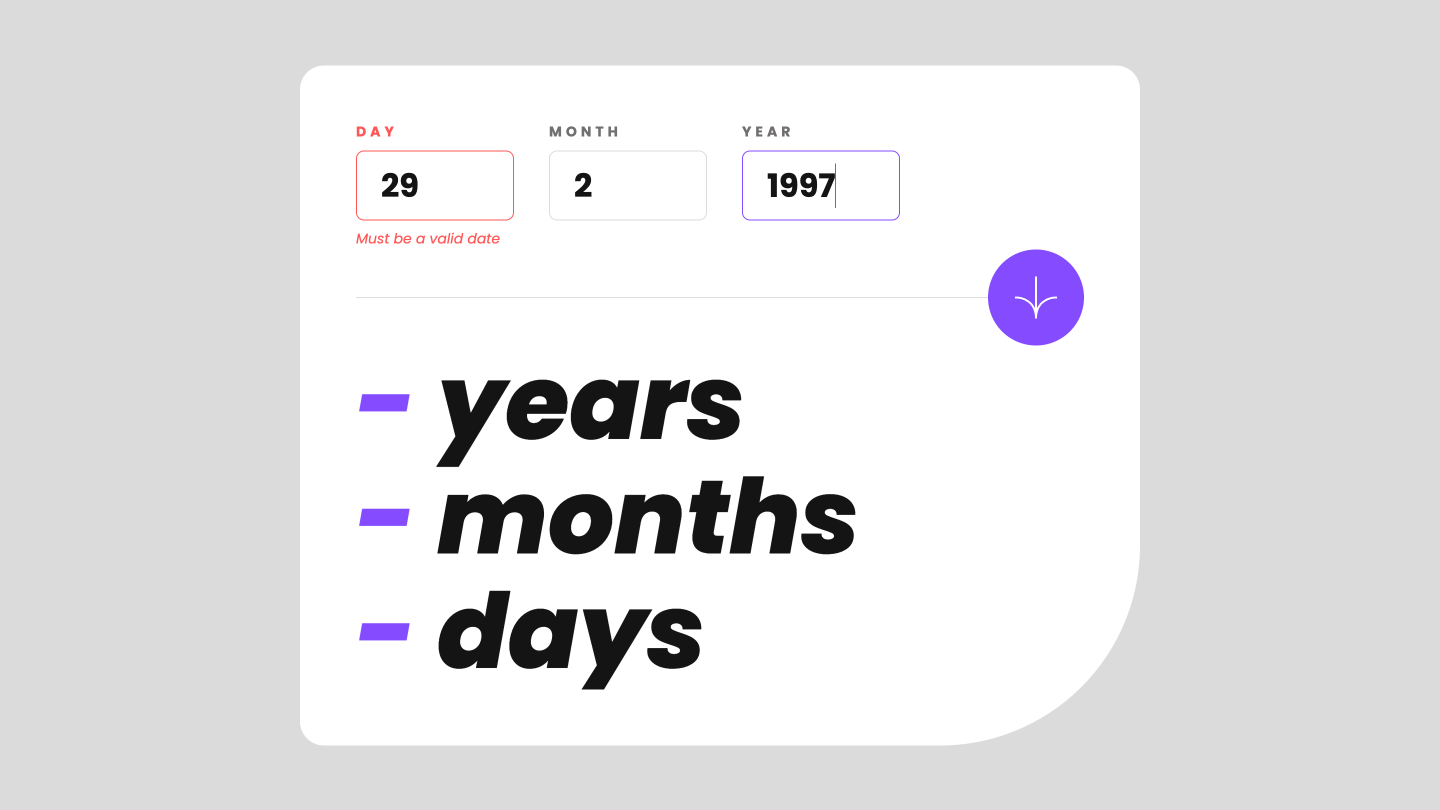 DAY MONTH YEAR
29 2 1997
Must be a valid date
- years
- months
- days